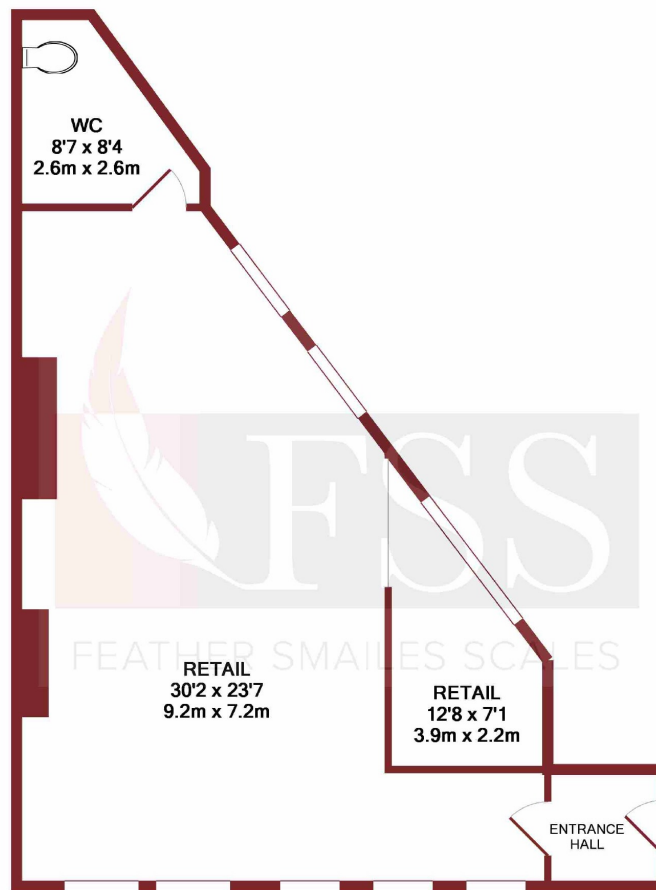 WC
8'7 x 8'4
2.6m x 2.6m
FSS
FEATHER SMAILES SCALES
RETAIL
30'2 x 23'7
9.2m x 7.2m
RETAIL
12'8 x 7'1
3.9m x 2.2m
ENTRANCE
HALL